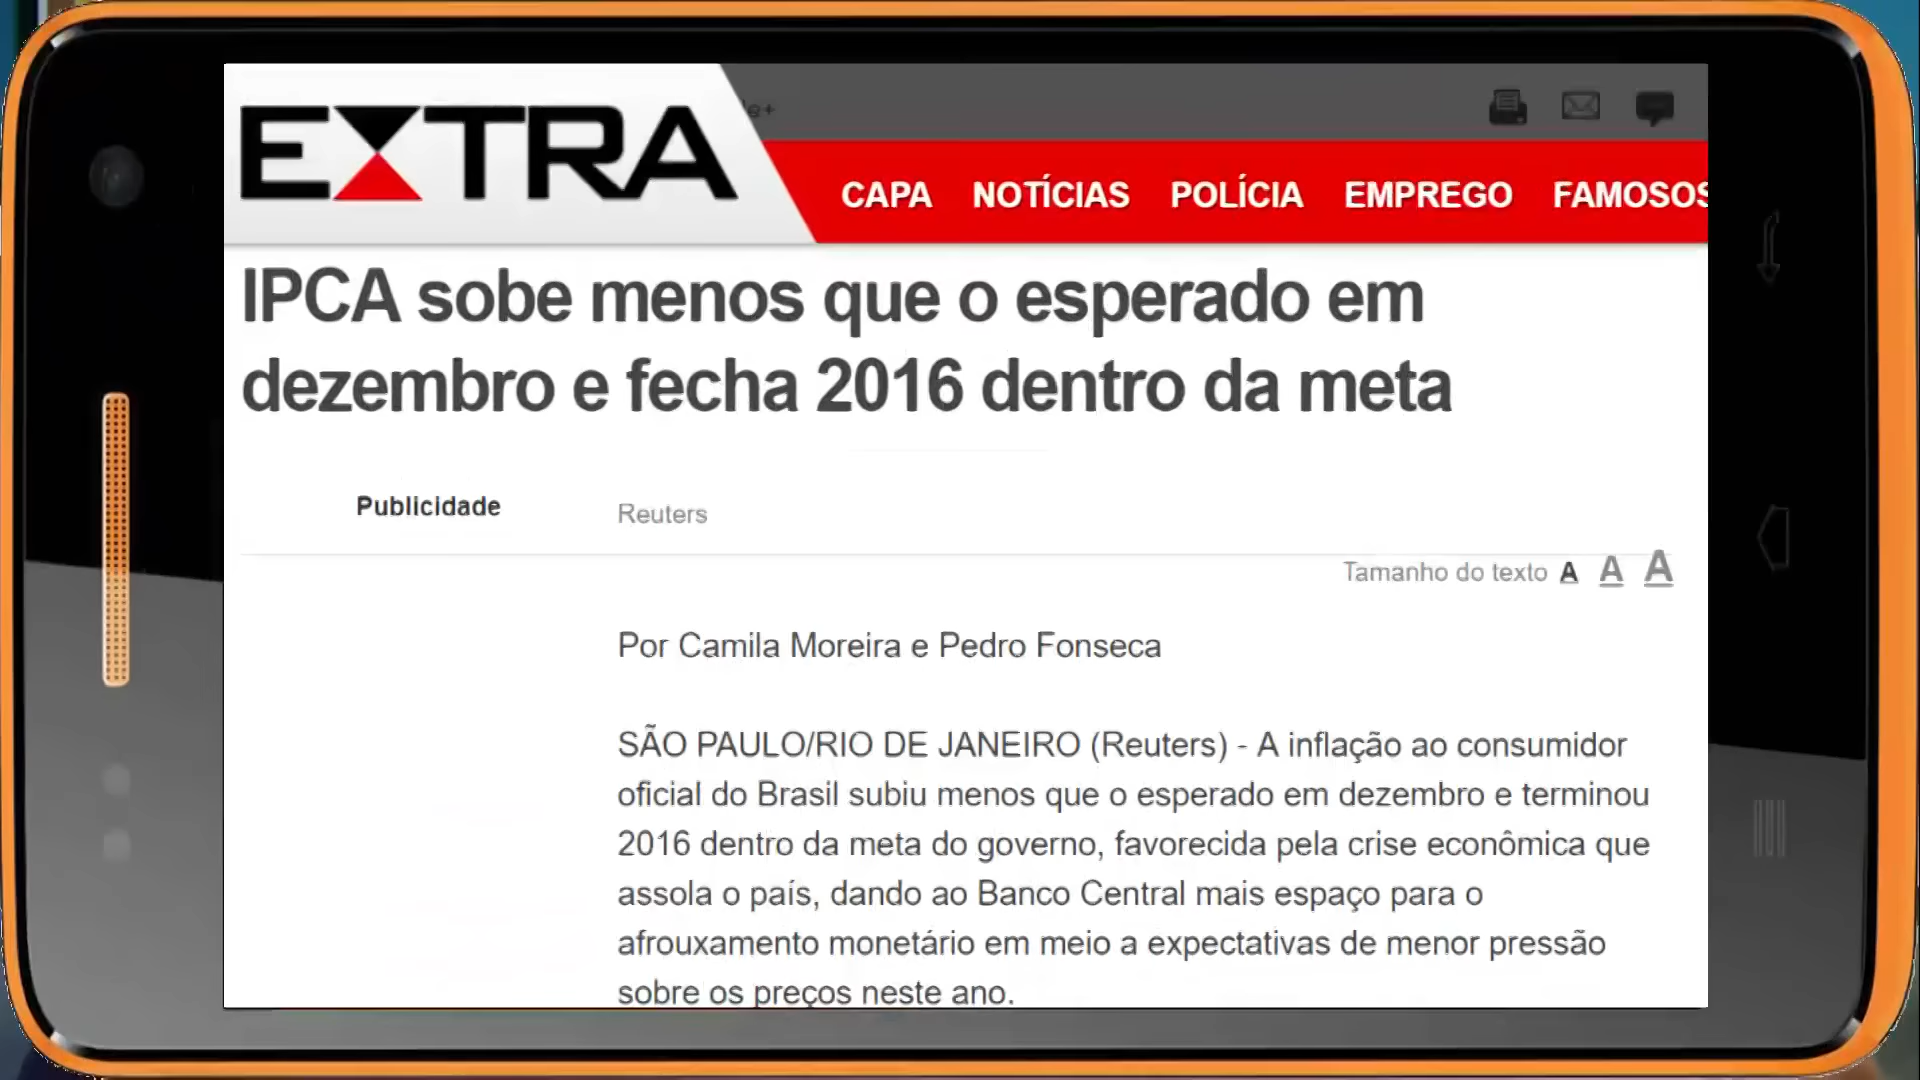 EXTRA
e+
CAPA NOTÍCIAS POLÍCIA EMPREGO FAMOSOS
IPCA sobe menos que o esperado em
dezembro e fecha 2016 dentro da meta
Publicidade
Reuters
Tamanho do texto A A A
Por Camila Moreira e Pedro Fonseca
SÃO PAULO/RIO DE JANEIRO (Reuters) - A inflação ao consumidor
oficial do Brasil subiu menos que o esperado em dezembro e terminou
2016 dentro da meta do governo, favorecida pela crise econômica que
assola o país, dando ao Banco Central mais espaço para o
afrouxamento monetário em meio a expectativas de menor pressão
sobre os preços neste ano.